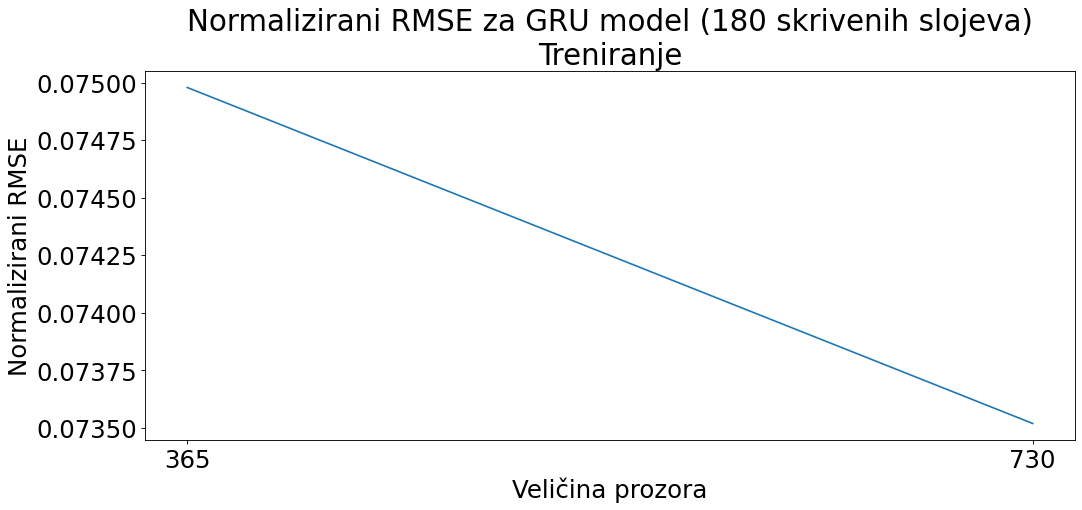 Normalizirani RMSE za GRU model (180 skrivenih slojeva)
Treniranje
Normalizirani RMSE
0.07500
0.07475
0.07450
0.07425
0.07400
0.07375
0.07350
365
730
Veličina prozora